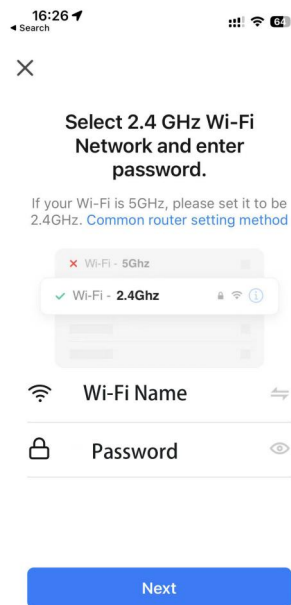 16:26
64
◀ Search
Select 2.4 GHz Wi-Fi
Network and enter
password.
If your Wi-Fi is 5GHz, please set it to be
2.4GHz. Common router setting method
Wi-Fi - 5Ghz
Wi-Fi - 2.4Ghz
Wi-Fi Name
Password
Next